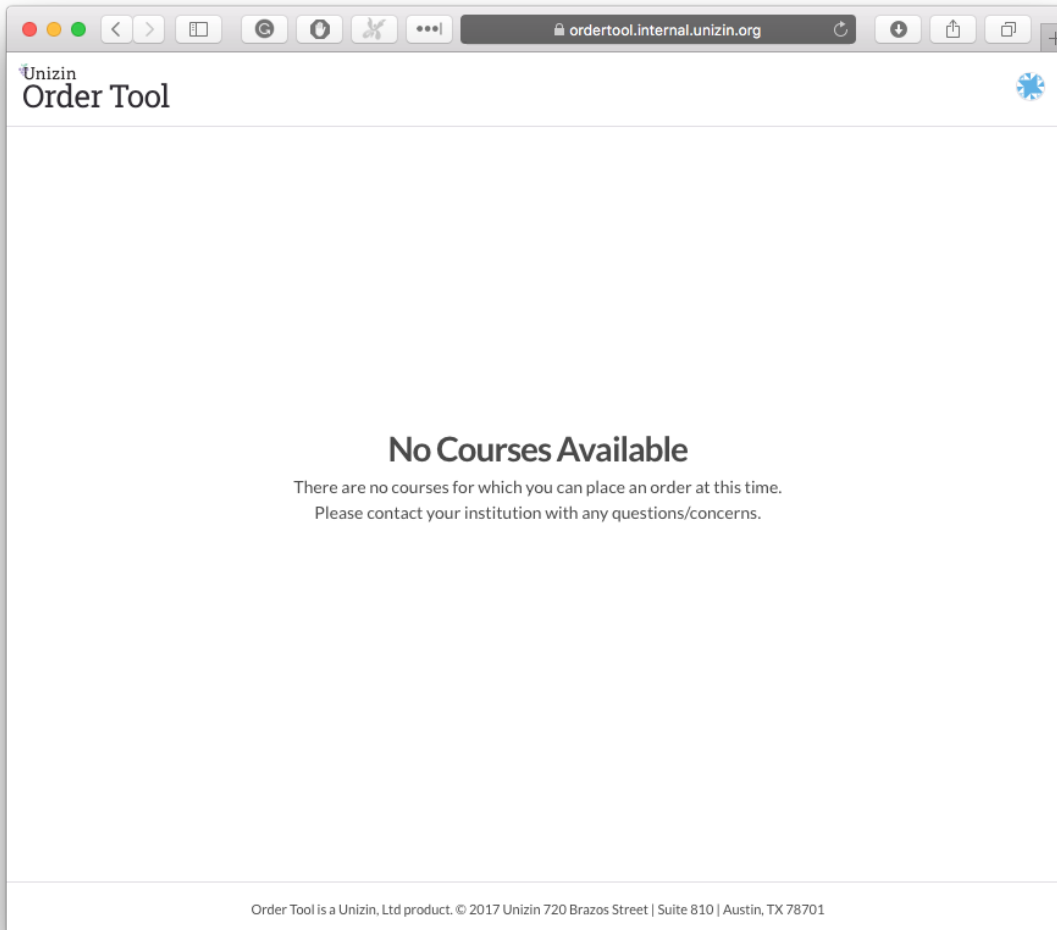 ordertool.internal.unizin.org
Unizin
Order Tool
No Courses Available
There are no courses for which you can place an order at this time.
Please contact your institution with any questions/concerns.
Order Tool is a Unizin, Ltd product. © 2017 Unizin 720 Brazos Street | Suite 810 | Austin, TX 78701